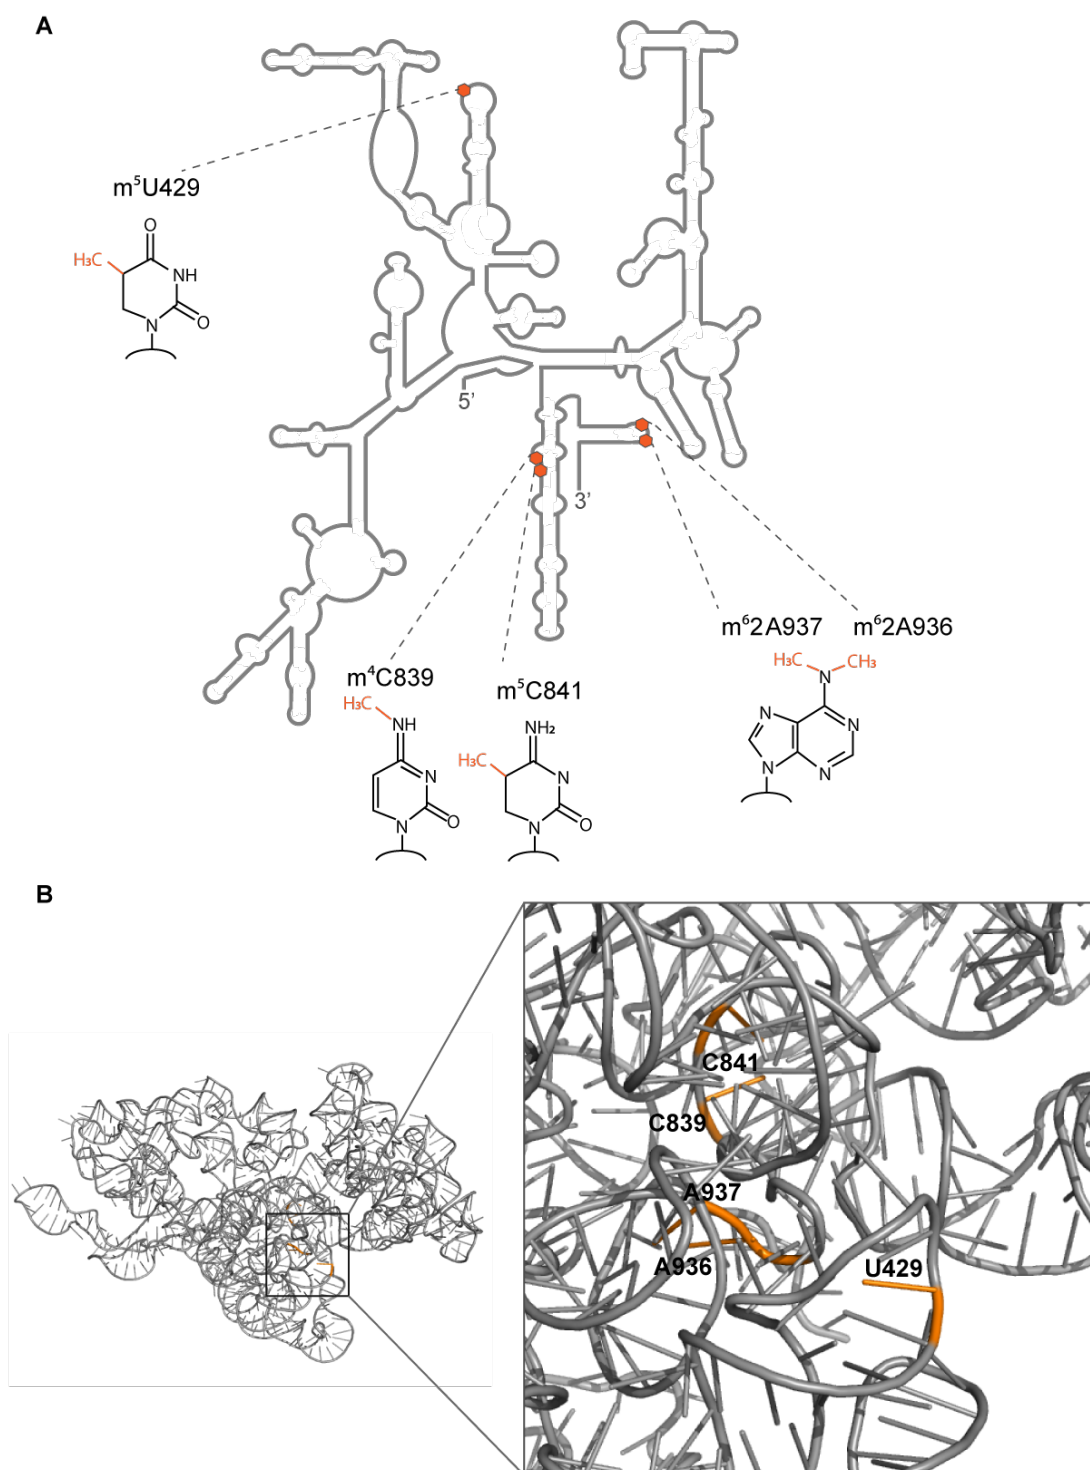 A
m⁵U429
O
H₃C
NH
N
O
5'
3'
m⁶2A937 m⁶2A936
m⁴C839
m⁵C841
H₃C CH₃
N
H₃C
NH
NH₂
H₃C
N
N
N
N
N
O
N
O
N
N
N
B
C841
C839
A937
A936
U429